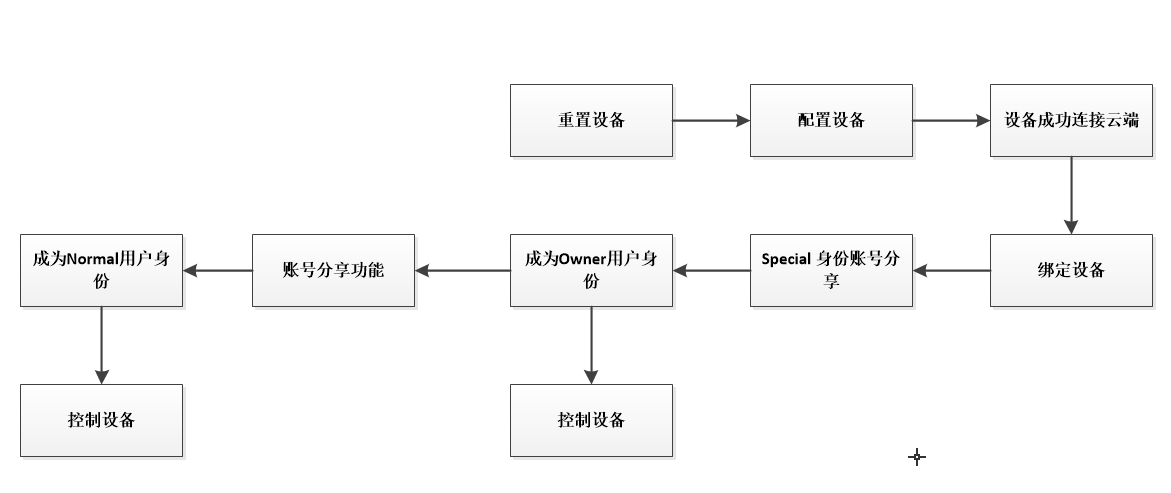 重置设备
配置设备
设备成功连接云端
成为Normal用户身
份
账号分享功能
成为Owner用户身
份
Special 身份账号分
享
绑定设备
控制设备
控制设备